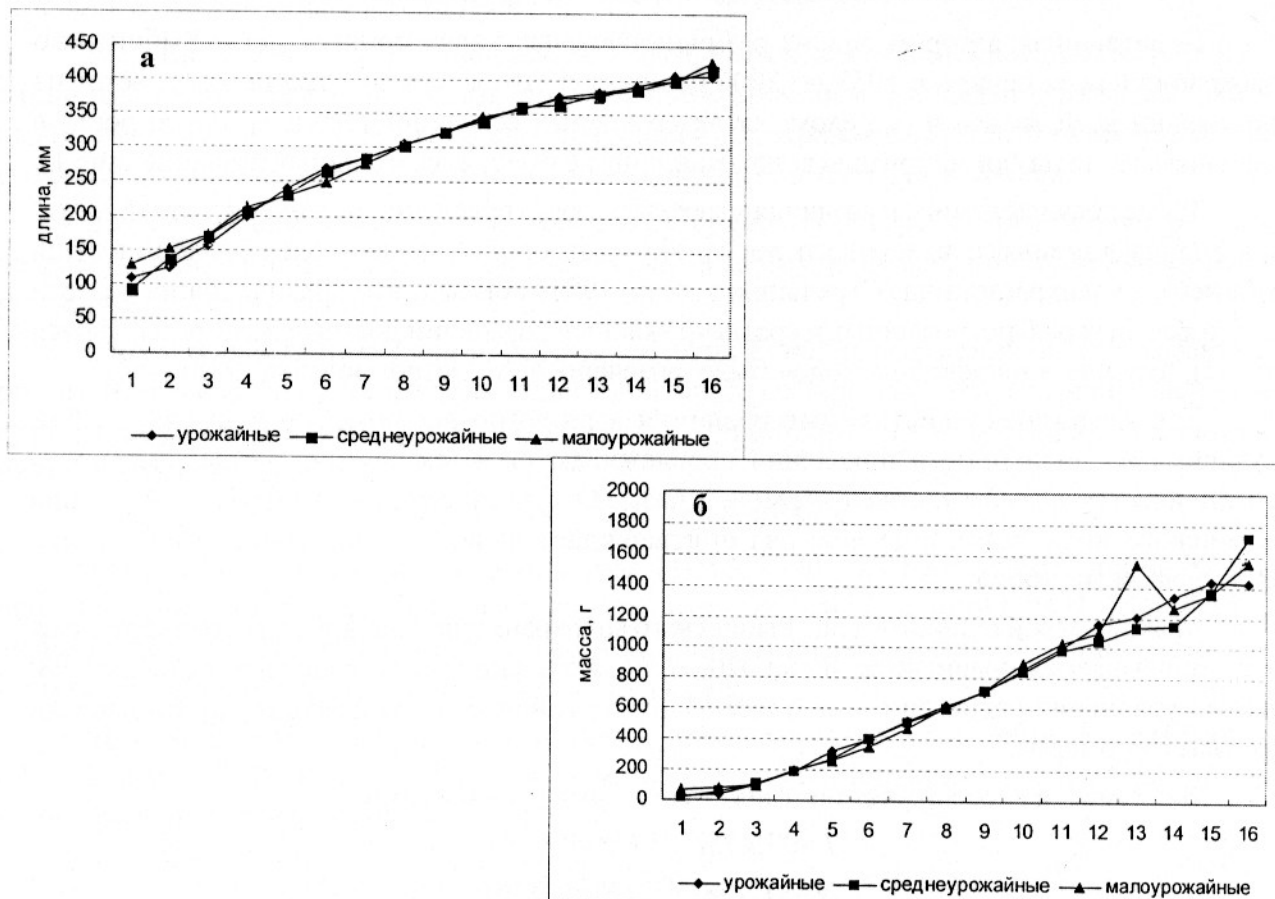 а
450
400
350
300
250
200
150
100
50
0
длина, мм
1 2 3 4 5 6 7 8 9 10 11 12 13 14 15 16
урожайные среднеурожайные малоурожайные
б
2000
1800
1600
1400
1200
1000
800
600
400
200
0
масса, г
1 2 3 4 5 6 7 8 9 10 11 12 13 14 15 16
урожайные среднеурожайные малоурожайные